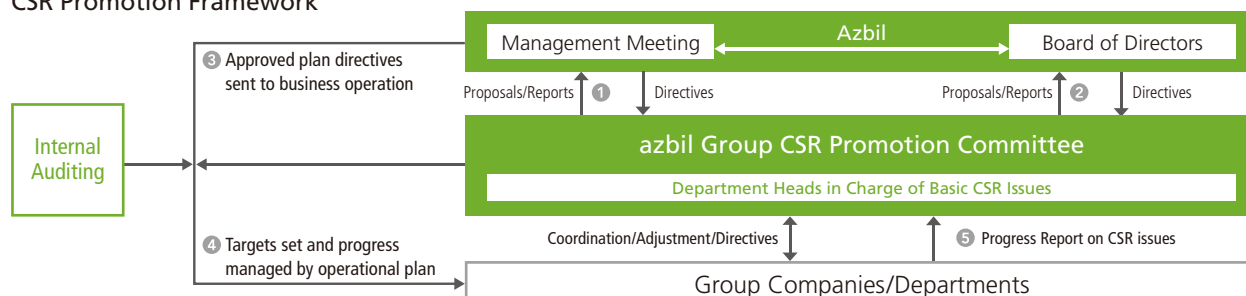 CSR Promotion Framework
Azbil
Management Meeting
Board of Directors
3 Approved plan directives
sent to business operation
Proposals/Reports 1 Directives
Proposals/Reports 2 Directives
Internal
Auditing
azbil Group CSR Promotion Committee
Department Heads in Charge of Basic CSR Issues
4 Targets set and progress
managed by operational plan
Coordination/Adjustment/Directives
5 Progress Report on CSR issues
Group Companies/Departments